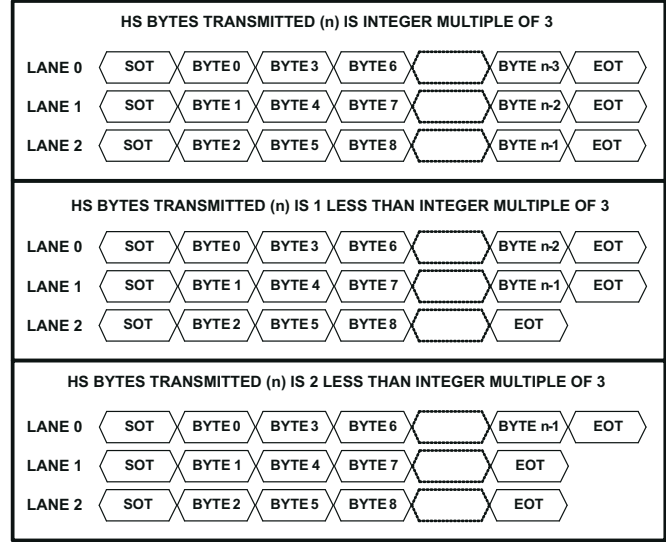 HS BYTES TRANSMITTED (n) IS INTEGER MULTIPLE OF 3
LANE 0 SOT BYTE 0 BYTE 3 BYTE 6 BYTE n-3 EOT
LANE 1 SOT BYTE 1 BYTE 4 BYTE 7 BYTE n-2 EOT
LANE 2 SOT BYTE 2 BYTE 5 BYTE 8 BYTE n-1 EOT
HS BYTES TRANSMITTED (n) IS 1 LESS THAN INTEGER MULTIPLE OF 3
LANE 0 SOT BYTE 0 BYTE 3 BYTE 6 BYTE n-2 EOT
LANE 1 SOT BYTE 1 BYTE 4 BYTE 7 BYTE n-1 EOT
LANE 2 SOT BYTE 2 BYTE 5 BYTE 8 EOT
HS BYTES TRANSMITTED (n) IS 2 LESS THAN INTEGER MULTIPLE OF 3
LANE 0 SOT BYTE 0 BYTE 3 BYTE 6 BYTE n-1 EOT
LANE 1 SOT BYTE 1 BYTE 4 BYTE 7 EOT
LANE 2 SOT BYTE 2 BYTE 5 BYTE 8 EOT